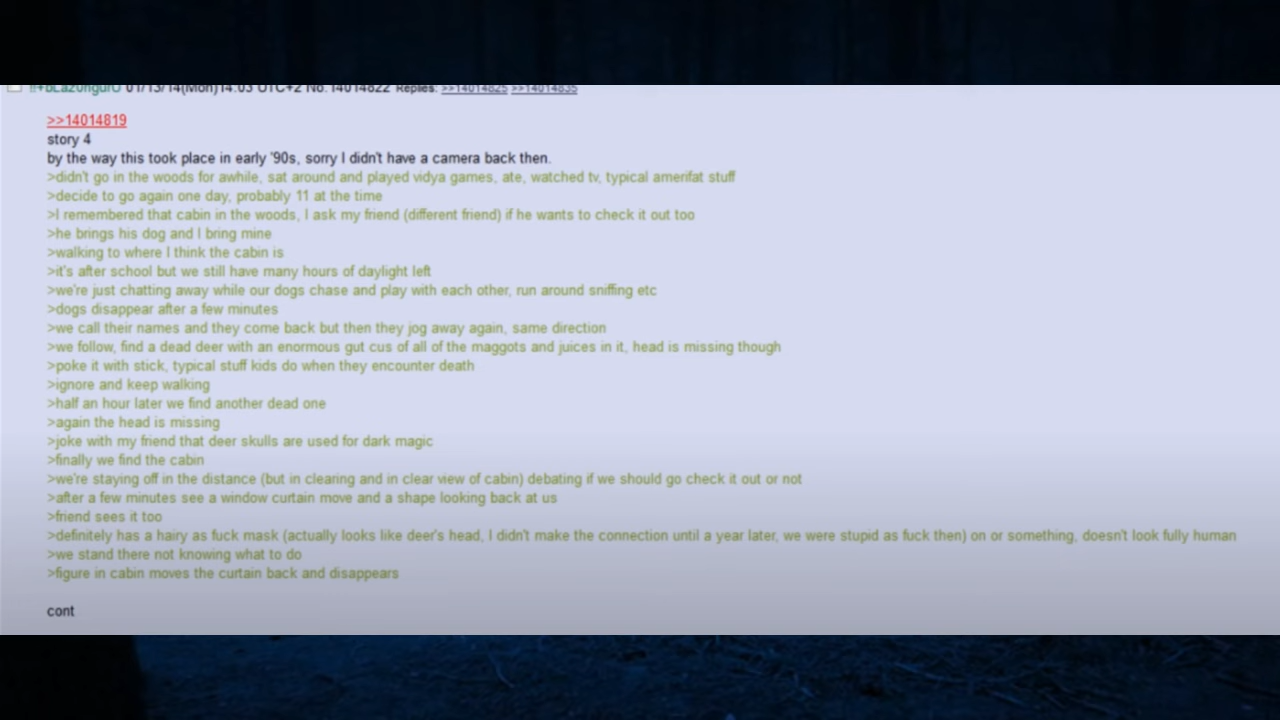 01/13/14(Mon)14:03 UTC+2 No.14014822 Replies: >>14014825 >>14014835
>>14014819
story 4
by the way this took place in early '90s, sorry I didn't have a camera back then.
>didn't go in the woods for awhile, sat around and played vidya games, ate, watched tv, typical amerifat stuff
>decide to go again one day, probably 11 at the time
>I remembered that cabin in the woods, I ask my friend (different friend) if he wants to check it out too
>he brings his dog and I bring mine
>walking to where I think the cabin is
>it's after school but we still have many hours of daylight left
>we're just chatting away while our dogs chase and play with each other, run around sniffing etc
>dogs disappear after a few minutes
>we call their names and they come back but then they jog away again, same direction
>we follow, find a dead deer with an enormous gut cus of all of the maggots and juices in it, head is missing though
>poke it with stick, typical stuff kids do when they encounter death
>ignore and keep walking
>half an hour later we find another dead one
>again the head is missing
>joke with my friend that deer skulls are used for dark magic
>finally we find the cabin
>we're staying off in the distance (but in clearing and in clear view of cabin) debating if we should go check it out or not
>after a few minutes see a window curtain move and a shape looking back at us
>friend sees it too
>definitely has a hairy as fuck mask (actually looks like deer's head, I didn't make the connection until a year later, we were stupid as fuck then) on or something, doesn't look fully human
>we stand there not knowing what to do
>figure in cabin moves the curtain back and disappears
cont